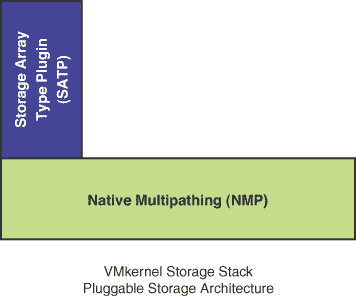 Storage Array
Type Plugin
(SATP)
Native Multipathing (NMP)
VMkernel Storage Stack
Pluggable Storage Architecture